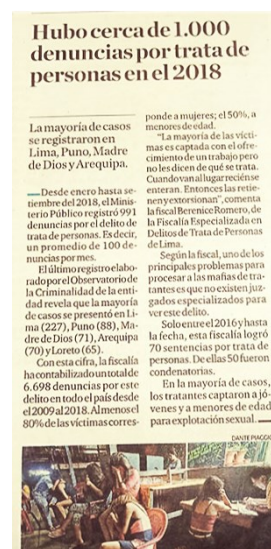 Hubo cerca de 1.000
denuncias por trata de
personas en el 2018
La mayoría de casos
se registraron en
Lima, Puno, Madre
de Dios y Arequipa.
Desde enero hasta se-
tiembre del 2018, el Minis-
terio Público registró 991
denuncias por el delito de
trata de personas. Es decir,
un promedio de 100 de-
nuncias por mes.
El último registro elabo-
rado por el Observatorio de
la Criminalidad de la enti-
dad revela que la mayoría
de casos se presentó en Li-
ma (227), Puno (88), Ma-
dre de Dios (71), Arequipa
(70) y Loreto (65).
Con esta cifra, la fiscalía
ha contabilizado un total de
6.698 denuncias por este
delito en todo el país desde
el 2009 al 2018. Al menos el
80% de las víctimas corres-
ponde a mujeres; el 50%, a
menores de edad.
“La mayoría de las vícti-
mas es captada con el ofre-
cimiento de un trabajo pero
no les dicen de qué se trata.
Cuando van al lugar recién se
enteran. Entonces las retie-
nen y extorsionan”, comenta
la fiscal Berenice Romero, de
la Fiscalía Especializada en
Delitos de Trata de Personas
de Lima.
Según la fiscal, uno de los
principales problemas para
procesar a las mafias de tra-
tantes es que no existen juz-
gados especializados para
ver este delito.
Solo entre el 2016 y hasta
la fecha, esta fiscalía logró
70 sentencias por trata de
personas. De ellas 50 fueron
condenatorias.
En la mayoría de casos,
los tratantes captaron a jó-
venes y a menores de edad
para explotación sexual.
DANTE PIAGGIO